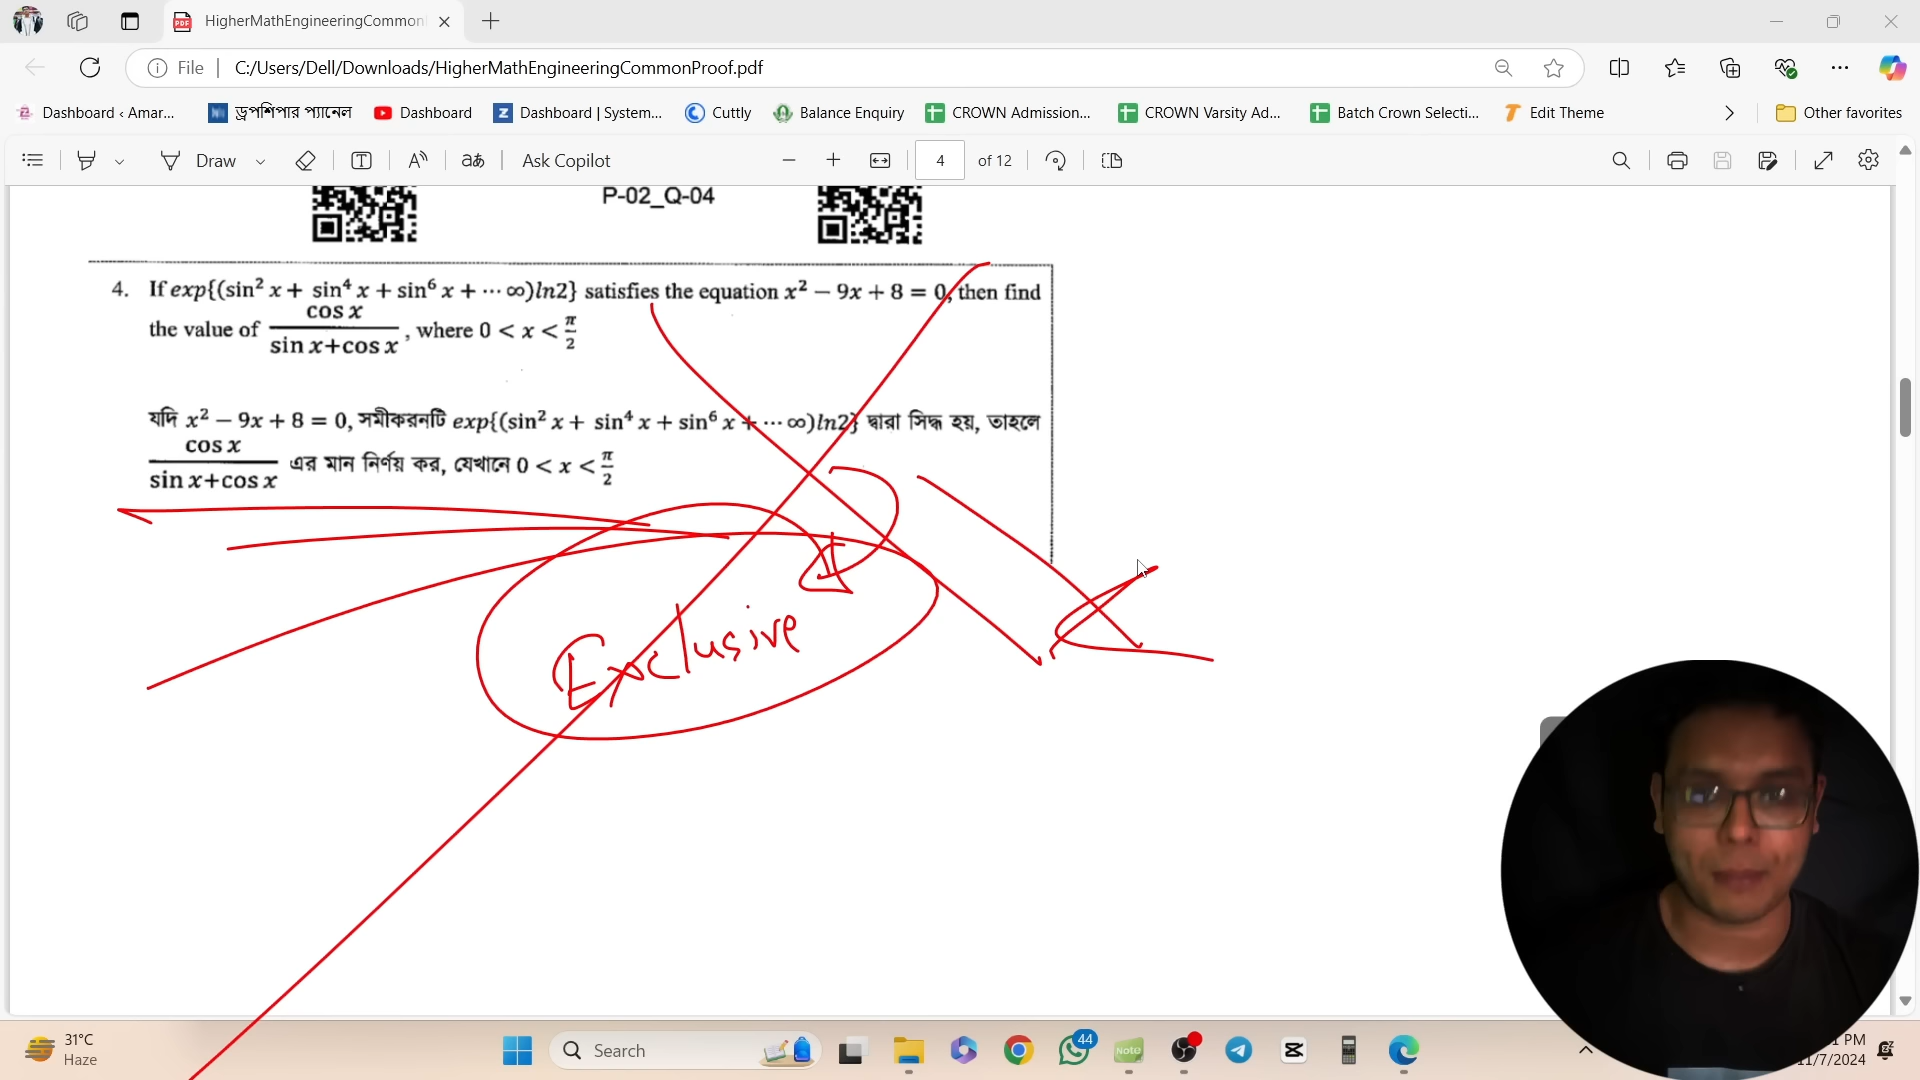 HigherMathEngineeringCommon
File
C:/Users/Dell/Downloads/HigherMathEngineeringCommonProof.pdf
Dashboard ‹ Amar...
ড্রপশিপার প্যানেল
Dashboard
Dashboard | System...
Cuttly
Balance Enquiry
CROWN Admission...
CROWN Varsity Ad...
Batch Crown Selecti...
Edit Theme
Other favorites
Draw
Ask Copilot
4 of 12
P-02_Q-04
4. If exp{(sin² x + sin⁴ x + sin⁶ x + ⋯ ∞)ln2} satisfies the equation x² − 9x + 8 = 0, then find
the value of cos x / sin x+cos x , where 0 < x < π/2
যদি x² − 9x + 8 = 0, সমীকরনটি exp{(sin² x + sin⁴ x + sin⁶ x + ⋯ ∞)ln2} দ্বারা সিদ্ধ হয়, তাহলে
cos x / sin x+cos x এর মান নির্ণয় কর, যেখানে 0 < x < π/2
Exclusive
31°C
Haze
Search
44
NOTE
PM
11/7/2024